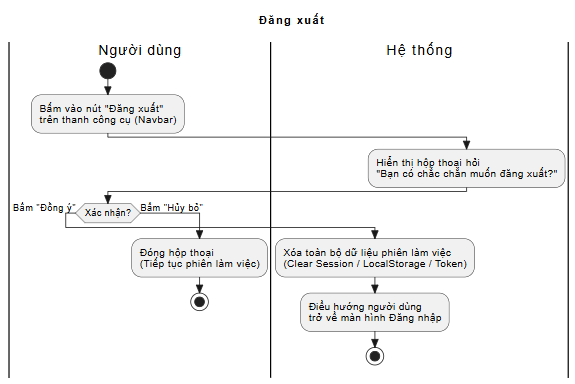 Đăng xuất
Người dùng
Hệ thống
Bấm vào nút "Đăng xuất"
trên thanh công cụ (Navbar)
Hiển thị hộp thoại hỏi
"Bạn có chắc chắn muốn đăng xuất?"
Bấm "Đồng ý"
Xác nhận?
Bấm "Hủy bỏ"
Đóng hộp thoại
(Tiếp tục phiên làm việc)
Xóa toàn bộ dữ liệu phiên làm việc
(Clear Session / LocalStorage / Token)
Điều hướng người dùng
trở về màn hình Đăng nhập